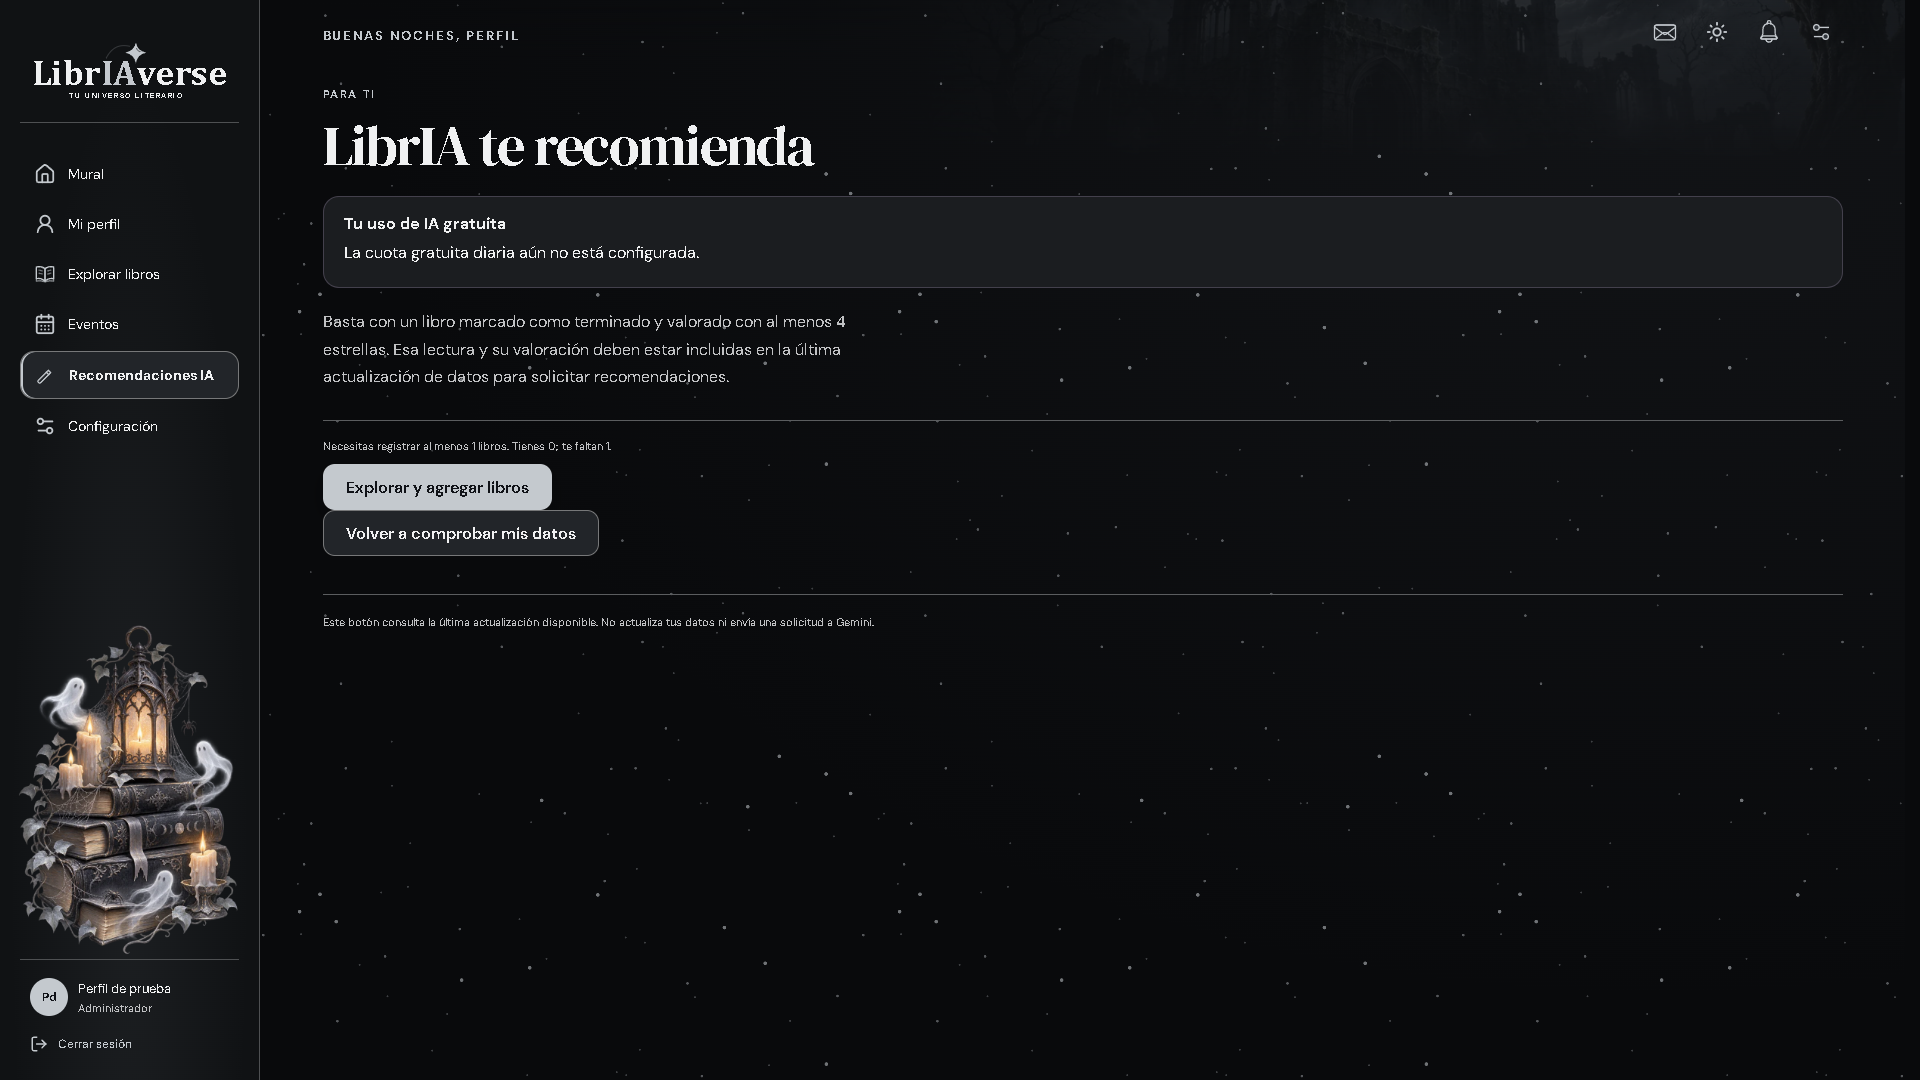 LibrIAverse
TU UNIVERSO LITERARIO
Mural
Mi perfil
Explorar libros
Eventos
Recomendaciones IA
Configuración
Pd
Perfil de prueba
Administrador
Cerrar sesión
BUENAS NOCHES, PERFIL
PARA TI
LibrIA te recomienda
Tu uso de IA gratuita
La cuota gratuita diaria aún no está configurada.
Basta con un libro marcado como terminado y valorado con al menos 4
estrellas. Esa lectura y su valoración deben estar incluidas en la última
actualización de datos para solicitar recomendaciones.
Necesitas registrar al menos 1 libros. Tienes 0; te faltan 1.
Explorar y agregar libros
Volver a comprobar mis datos
Este botón consulta la última actualización disponible. No actualiza tus datos ni envía una solicitud a Gemini.